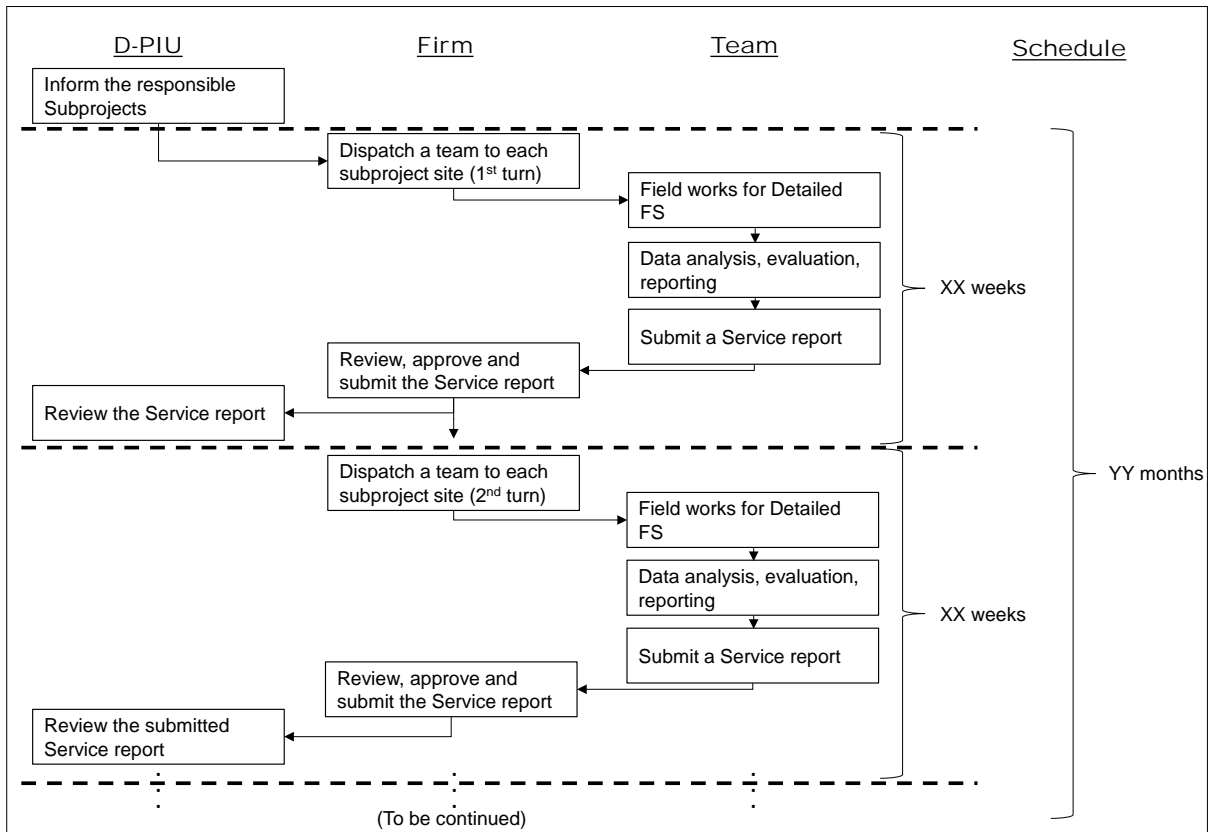 D-PIU
Firm
Team
Schedule
Inform the responsible
Subprojects
Dispatch a team to each
subproject site (1st turn)
Field works for Detailed
FS
Data analysis, evaluation,
reporting
XX weeks
Submit a Service report
Review, approve and
submit the Service report
Review the Service report
Dispatch a team to each
subproject site (2nd turn)
YY months
Field works for Detailed
FS
Data analysis, evaluation,
reporting
XX weeks
Submit a Service report
Review, approve and
submit the Service report
Review the submitted
Service report
(To be continued)